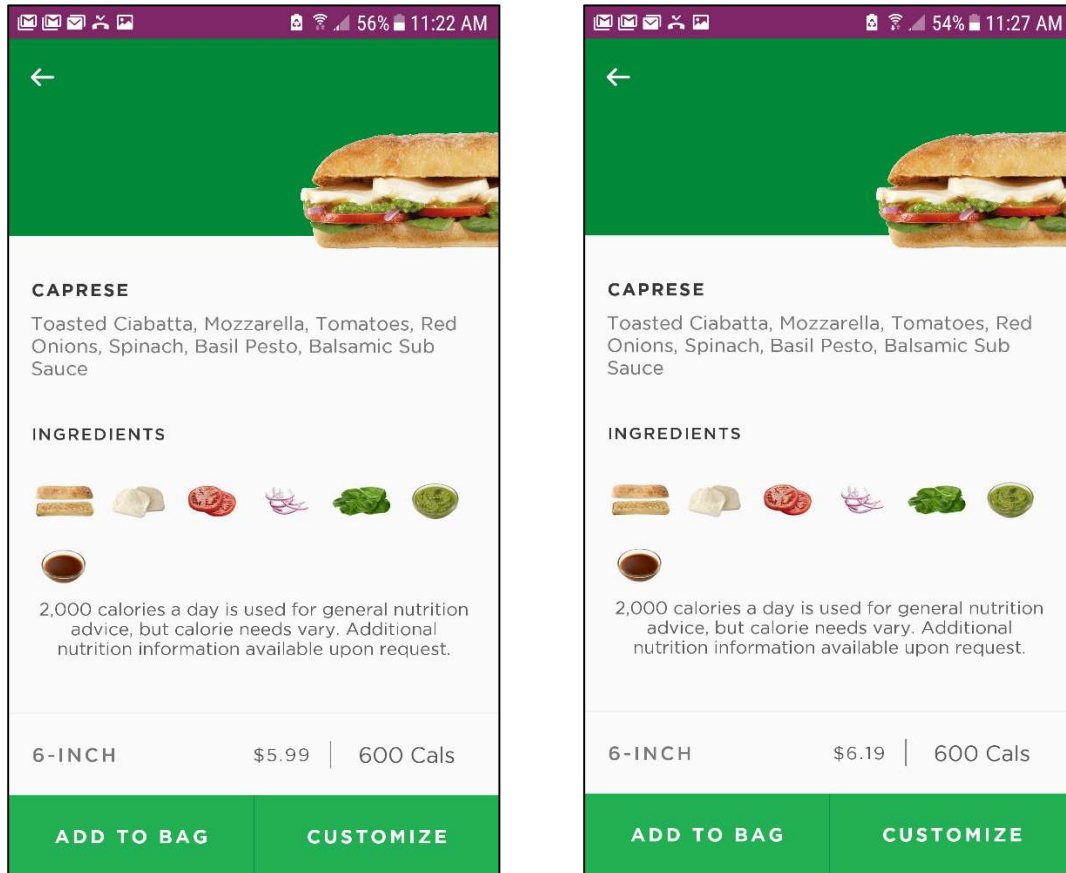 56% 11:22 AM
CAPRESE
Toasted Ciabatta, Mozzarella, Tomatoes, Red
Onions, Spinach, Basil Pesto, Balsamic Sub
Sauce
INGREDIENTS
2,000 calories a day is used for general nutrition
advice, but calorie needs vary. Additional
nutrition information available upon request.
6-INCH $5.99 | 600 Cals
ADD TO BAG CUSTOMIZE
54% 11:27 AM
CAPRESE
Toasted Ciabatta, Mozzarella, Tomatoes, Red
Onions, Spinach, Basil Pesto, Balsamic Sub
Sauce
INGREDIENTS
2,000 calories a day is used for general nutrition
advice, but calorie needs vary. Additional
nutrition information available upon request.
6-INCH $6.19 | 600 Cals
ADD TO BAG CUSTOMIZE